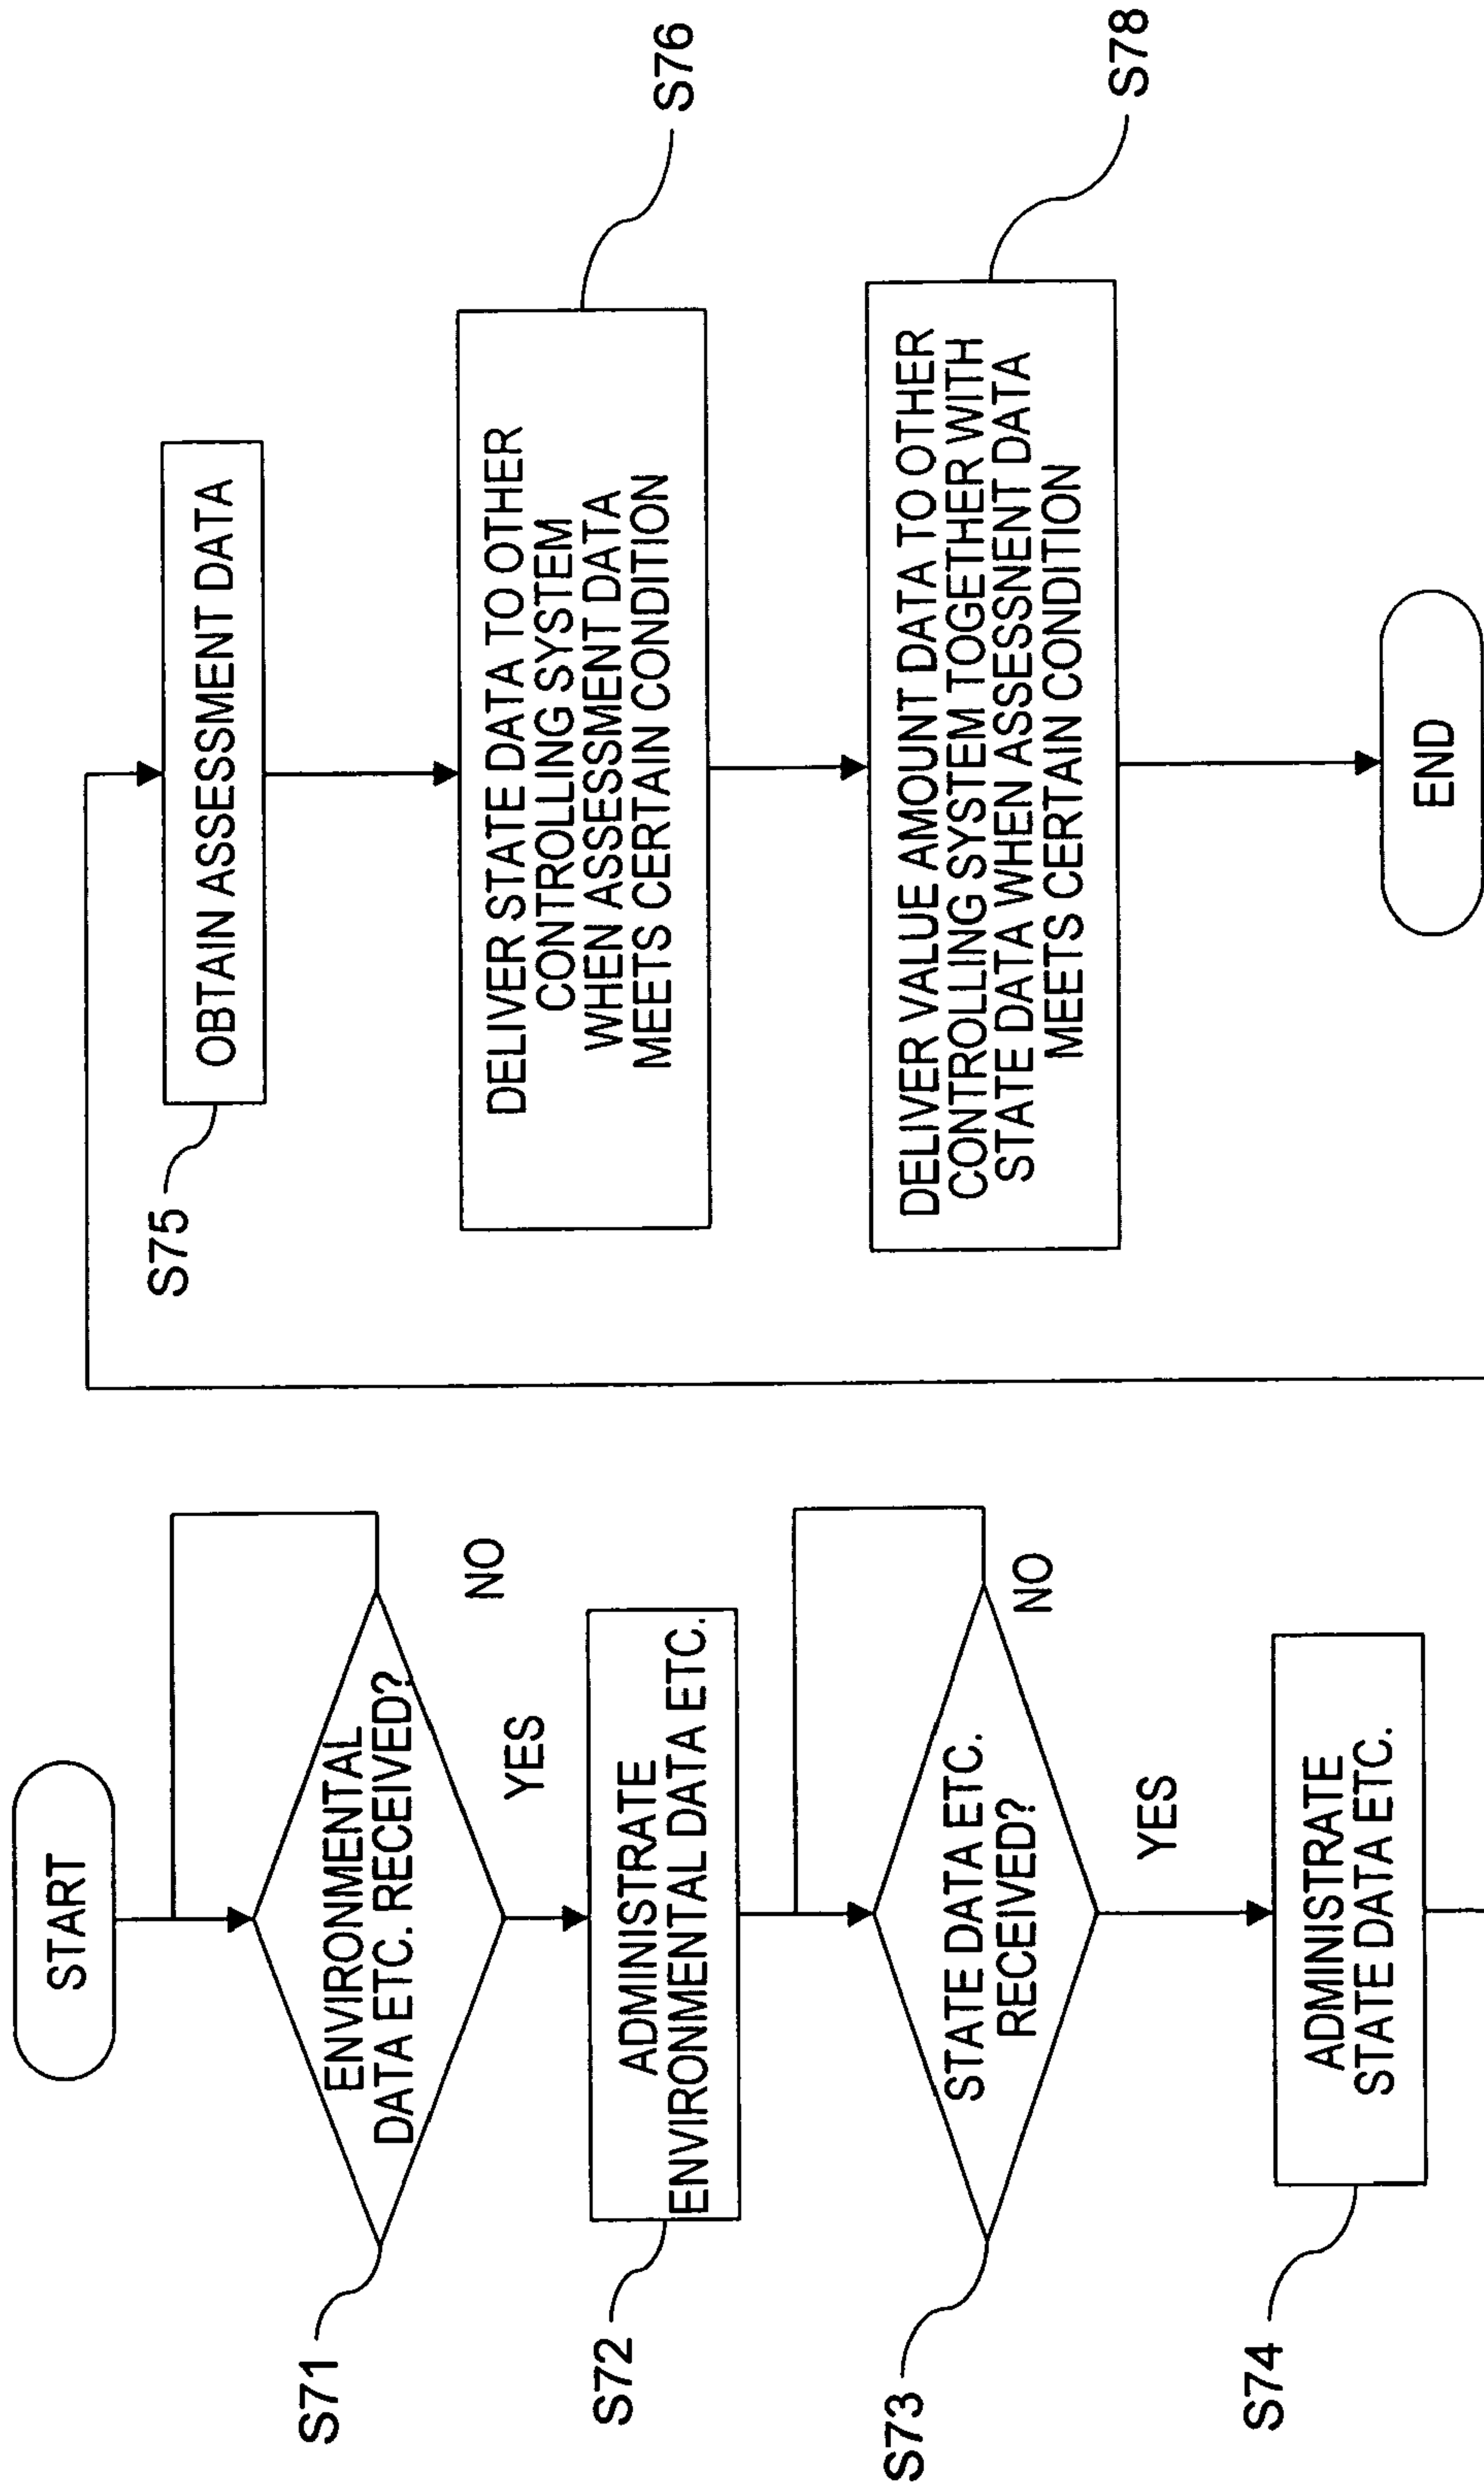 START
S71
ENVIRONMENTAL
DATA ETC. RECEIVED?
NO
YES
S72
ADMINISTRATE
ENVIRONMENTAL DATA ETC.
S73
STATE DATA ETC.
RECEIVED?
NO
YES
S74
ADMINISTRATE
STATE DATA ETC.
S75
OBTAIN ASSESSMENT DATA
S76
DELIVER STATE DATA TO OTHER
CONTROLLING SYSTEM
WHEN ASSESSMENT DATA
MEETS CERTAIN CONDITION
S78
DELIVER VALUE AMOUNT DATA TO OTHER
CONTROLLING SYSTEM TOGETHER WITH
STATE DATA WHEN ASSESSNENT DATA
MEETS CERTAIN CONDITION
END